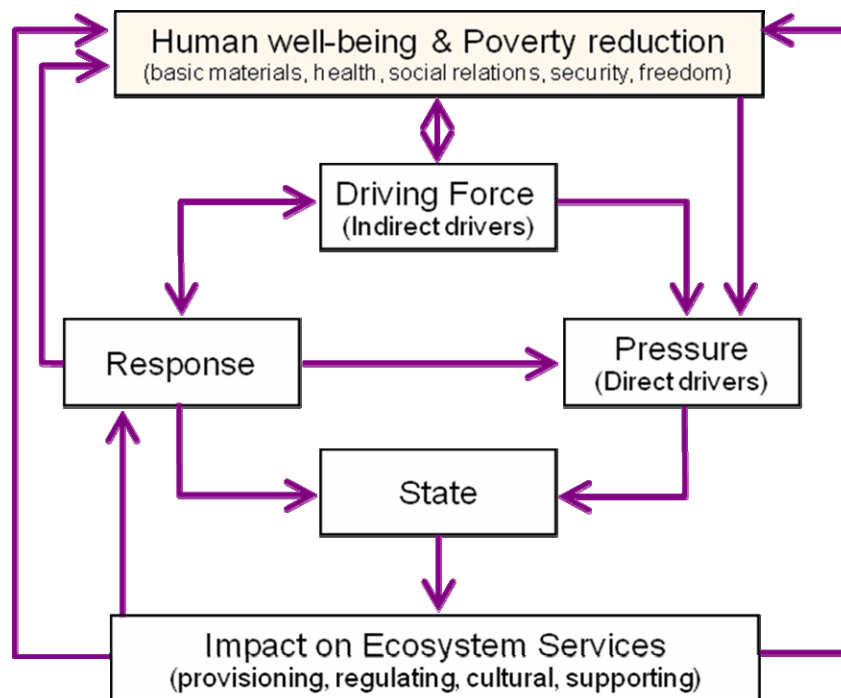 Human well-being & Poverty reduction
(basic materials, health, social relations, security, freedom)
Driving Force
(Indirect drivers)
Response
Pressure
(Direct drivers)
State
Impact on Ecosystem Services
(provisioning, regulating, cultural, supporting)